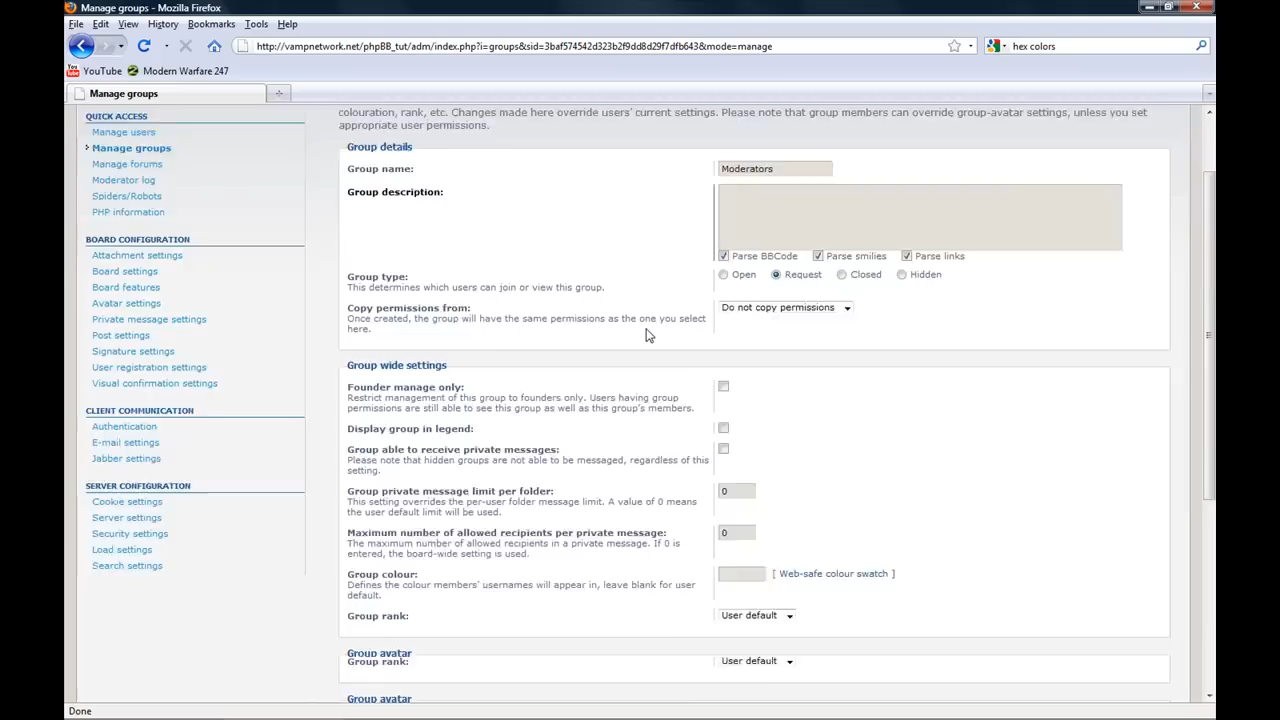 Manage groups - Mozilla Firefox
File Edit View History Bookmarks Tools Help
http://vampnetwork.net/phpBB_tut/adm/index.php?i=groups&sid=3baf574542d323b2f9dd8d29f7dfb643&mode=manage
hex colors
YouTube Modern Warfare 247
Manage groups
QUICK ACCESS
Manage users
Manage groups
Manage forums
Moderator log
Spiders/Robots
PHP information
BOARD CONFIGURATION
Attachment settings
Board settings
Board features
Avatar settings
Private message settings
Post settings
Signature settings
User registration settings
Visual confirmation settings
CLIENT COMMUNICATION
Authentication
E-mail settings
Jabber settings
SERVER CONFIGURATION
Cookie settings
Server settings
Security settings
Load settings
Search settings
colouration, rank, etc. Changes made here override users' current settings. Please note that group members can override group-avatar settings, unless you set
appropriate user permissions.
Group details
Group name: Moderators
Group description:
Parse BBCode Parse smilies Parse links
Group type: Open Request Closed Hidden
This determines which users can join or view this group.
Copy permissions from: Do not copy permissions
Once created, the group will have the same permissions as the one you select
here.
Group wide settings
Founder manage only:
Restrict management of this group to founders only. Users having group
permissions are still able to see this group as well as this group's members.
Display group in legend:
Group able to receive private messages:
Please note that hidden groups are not able to be messaged, regardless of this
setting.
Group private message limit per folder: 0
This setting overrides the per-user folder message limit. A value of 0 means
the user default limit will be used.
Maximum number of allowed recipients per private message: 0
The maximum number of allowed recipients in a private message. If 0 is
entered, the board-wide setting is used.
Group colour: [ Web-safe colour swatch ]
Defines the colour members' usernames will appear in, leave blank for user
default.
Group rank: User default
Group avatar
Group rank: User default
Group avatar
Done